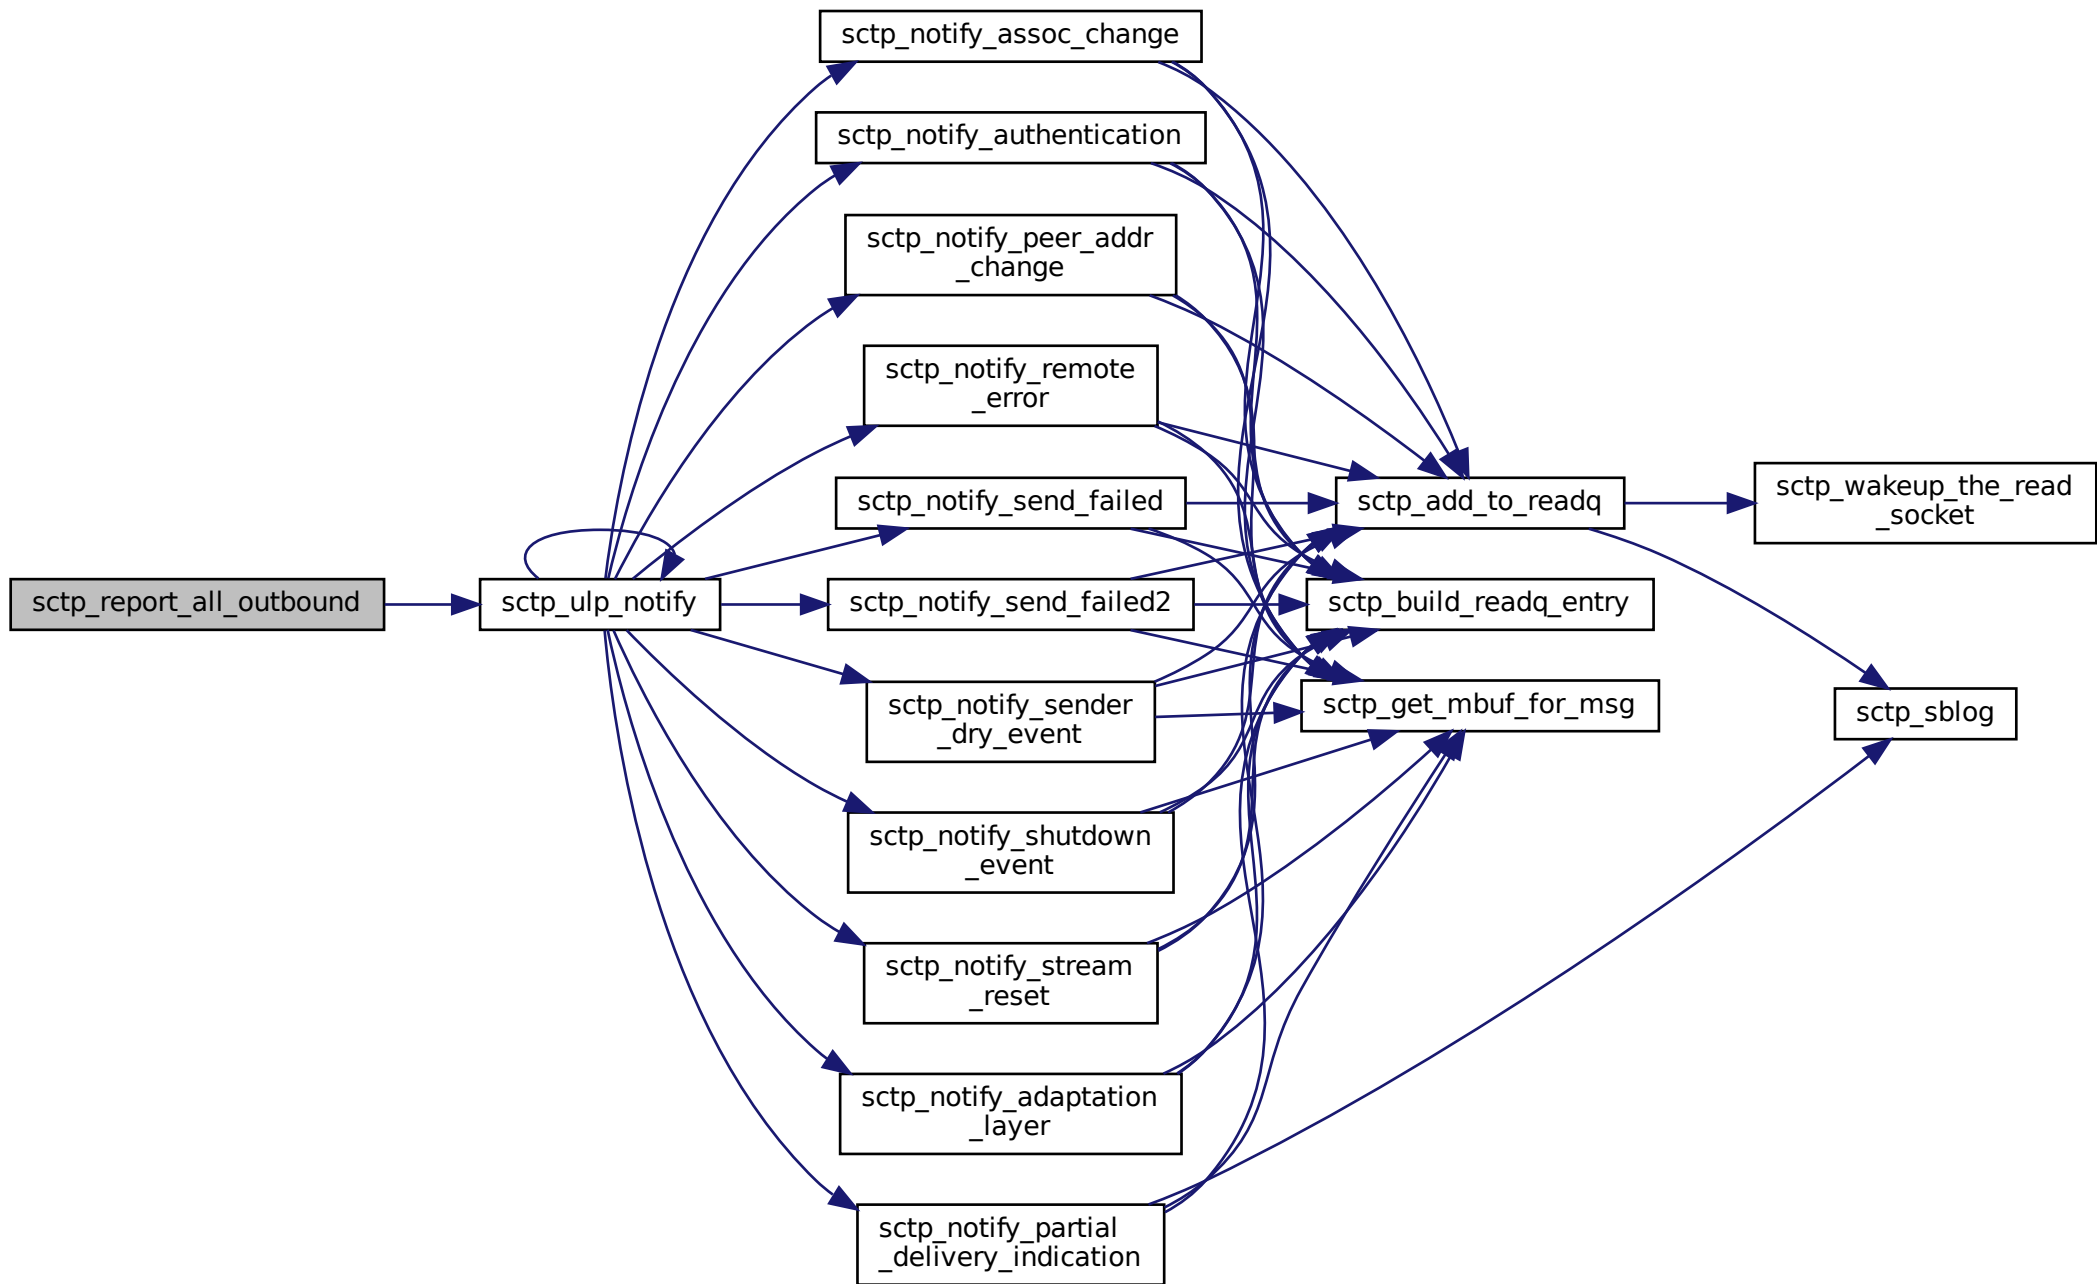 sctp_report_all_outbound
sctp_ulp_notify
sctp_notify_assoc_change
sctp_notify_authentication
sctp_notify_peer_addr
_change
sctp_notify_remote
_error
sctp_notify_send_failed
sctp_notify_send_failed2
sctp_notify_sender
_dry_event
sctp_notify_shutdown
_event
sctp_notify_stream
_reset
sctp_notify_adaptation
_layer
sctp_notify_partial
_delivery_indication
sctp_add_to_readq
sctp_build_readq_entry
sctp_get_mbuf_for_msg
sctp_wakeup_the_read
_socket
sctp_sblog